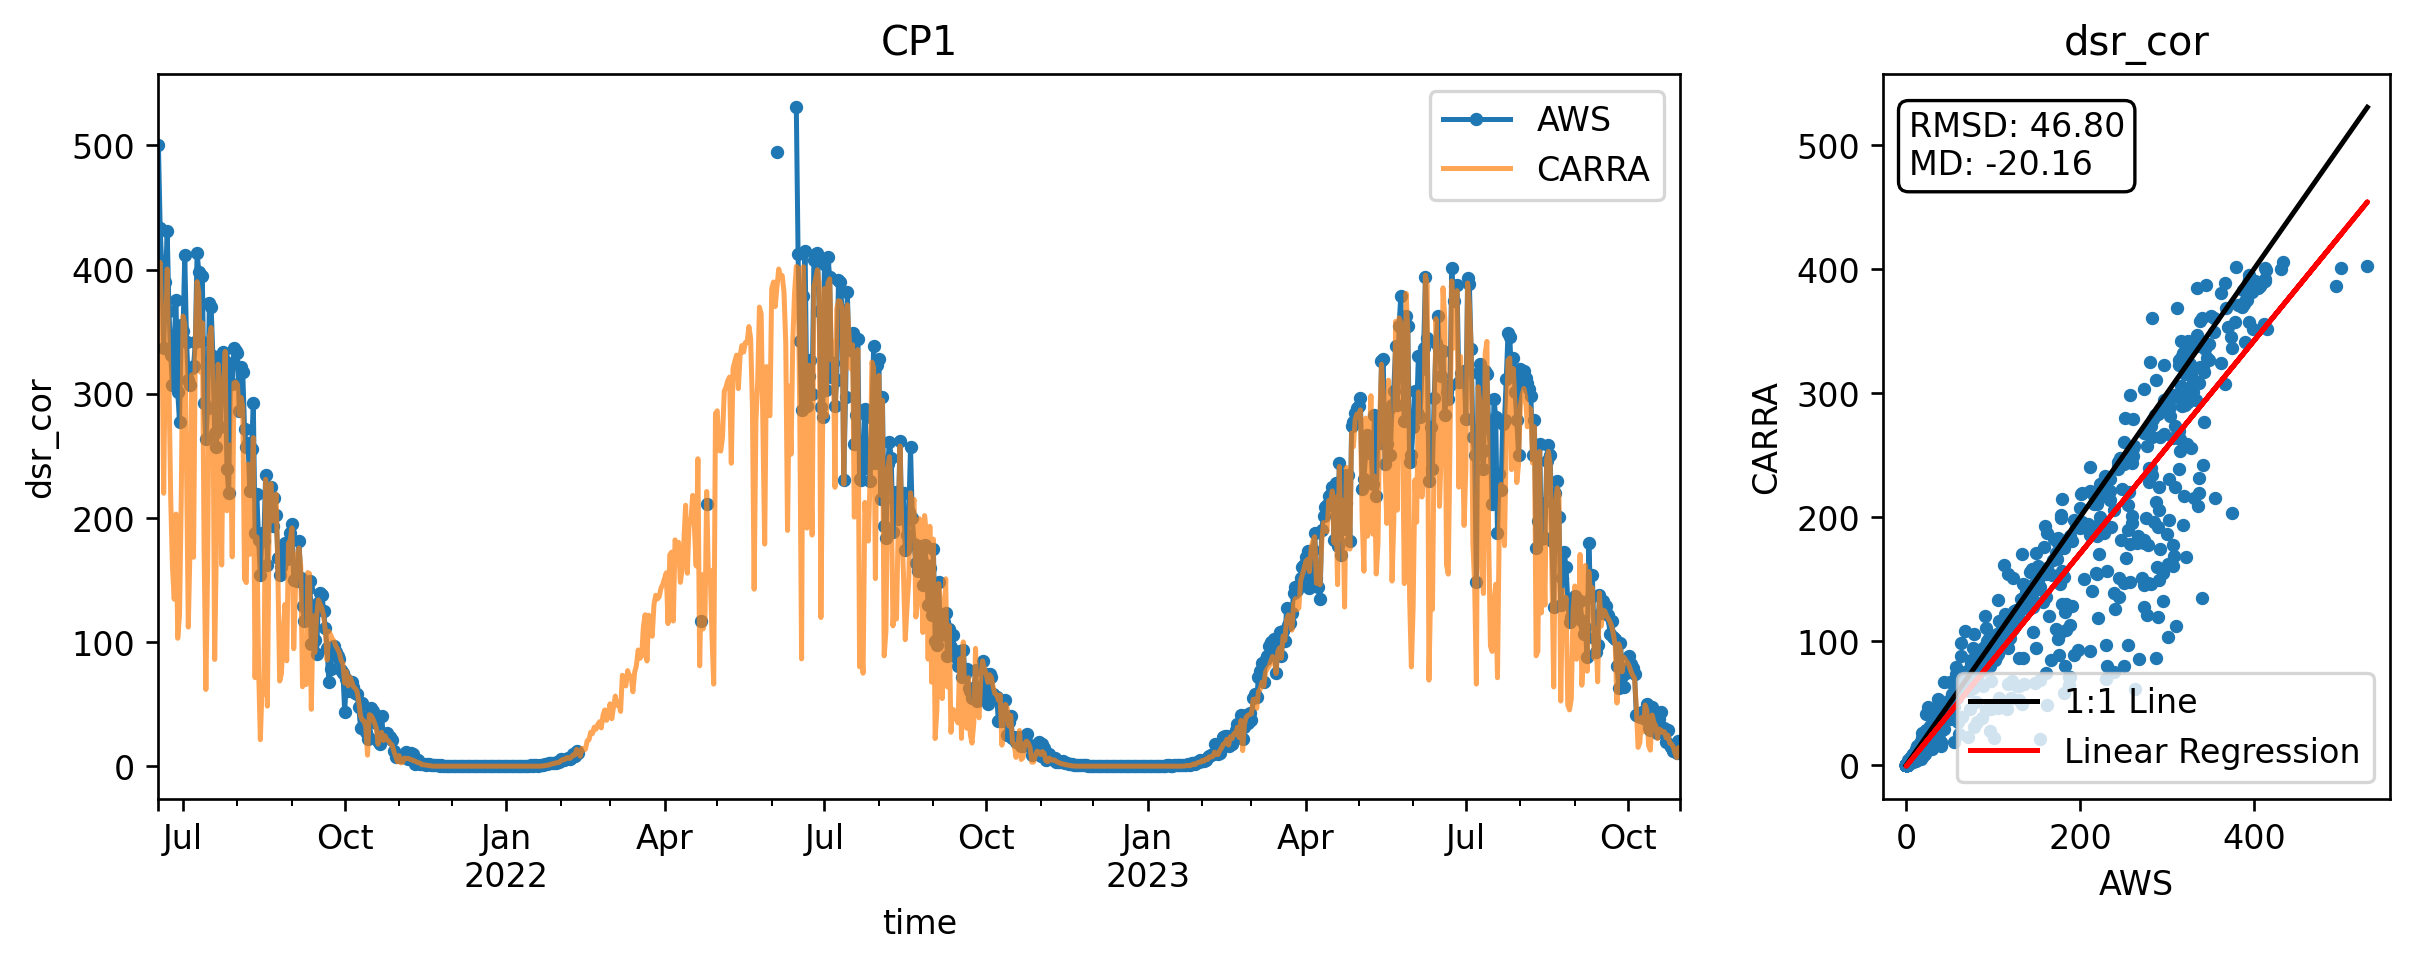 CP1
dsr_cor
500
400
300
200
100
0
AWS
CARRA
Jul
Oct
Jan
2022
Apr
Jul
Oct
Jan
2023
Apr
Jul
Oct
time
dsr_cor
CARRA
500
400
300
200
100
0
RMSD: 46.80
MD: -20.16
1:1 Line
Linear Regression
0
200
400
AWS